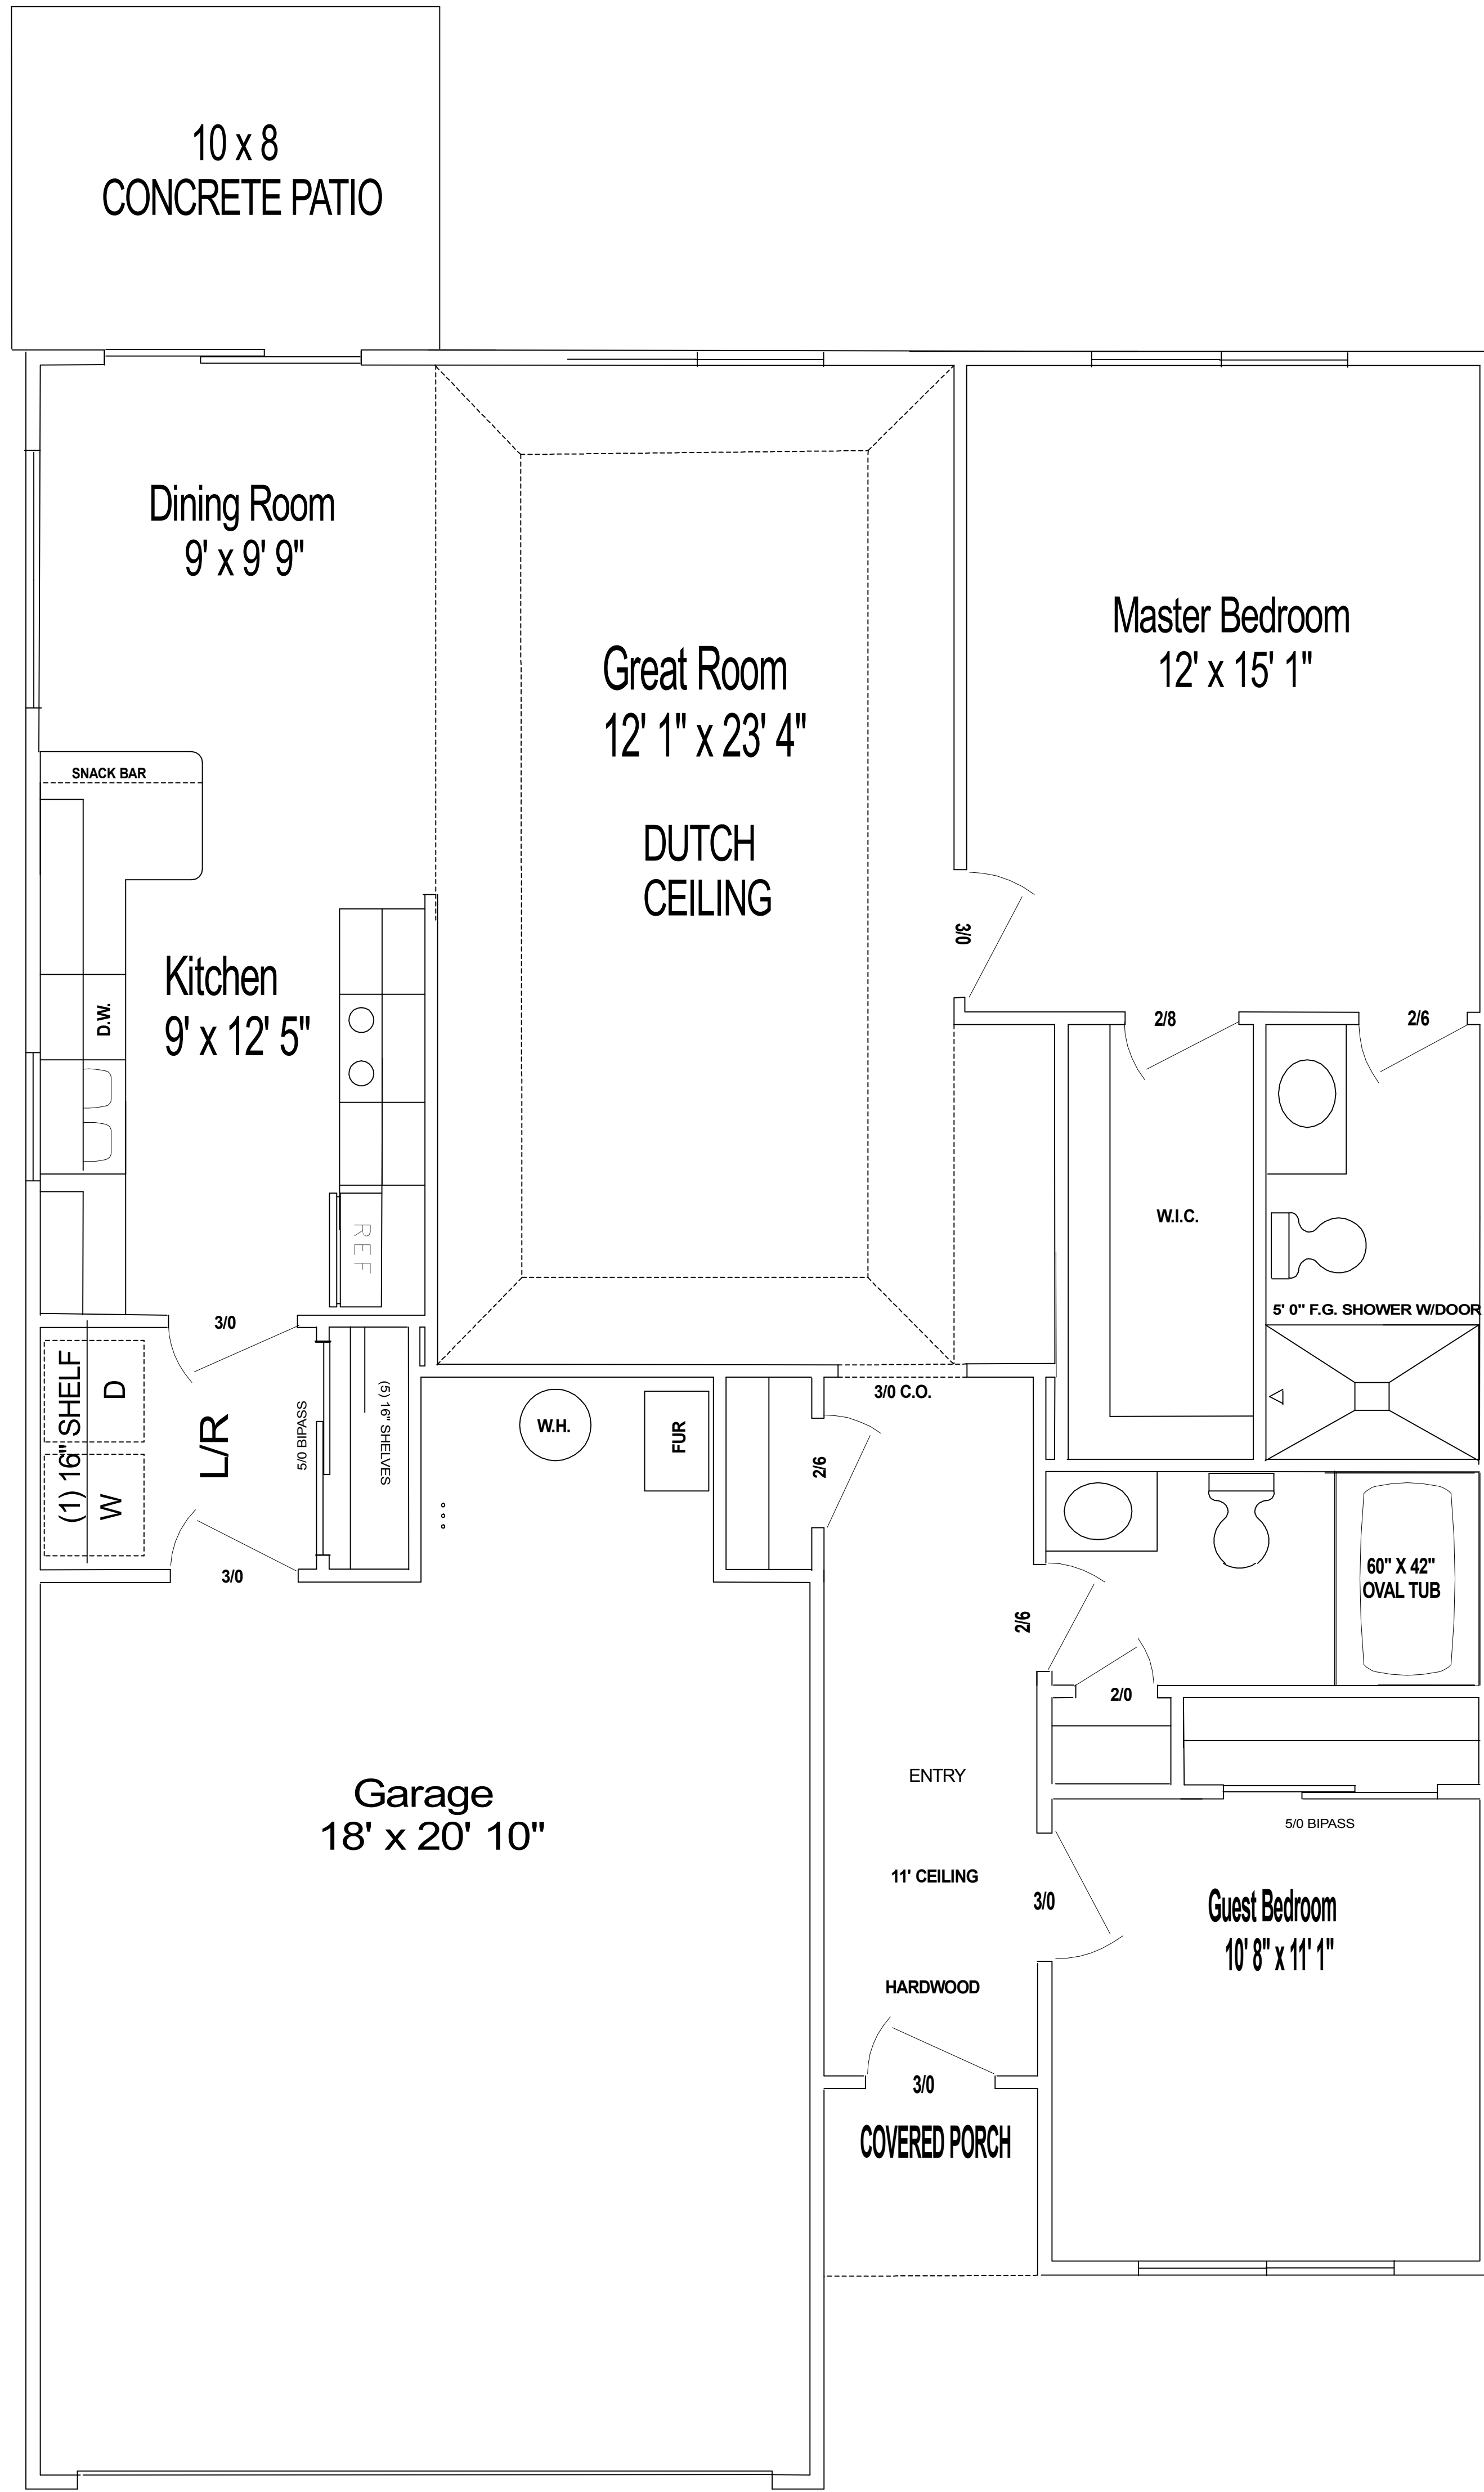 10 x 8
CONCRETE PATIO
Dining Room
9' x 9' 9"
Great Room
12' 1" x 23' 4"
DUTCH
CEILING
Master Bedroom
12' x 15' 1"
SNACK BAR
Kitchen
9' x 12' 5"
D.W.
REF
3/0
2/8
2/6
W.I.C.
5' 0" F.G. SHOWER W/DOOR
3/0
(1) 16" SHELF
D
W
L/R
5/0 BIPASS
(5) 16" SHELVES
3/0
W.H.
FUR
3/0 C.O.
2/6
2/6
60" X 42"
OVAL TUB
2/0
Garage
18' x 20' 10"
ENTRY
11' CEILING
HARDWOOD
3/0
5/0 BIPASS
Guest Bedroom
10' 8" x 11' 1"
3/0
COVERED PORCH